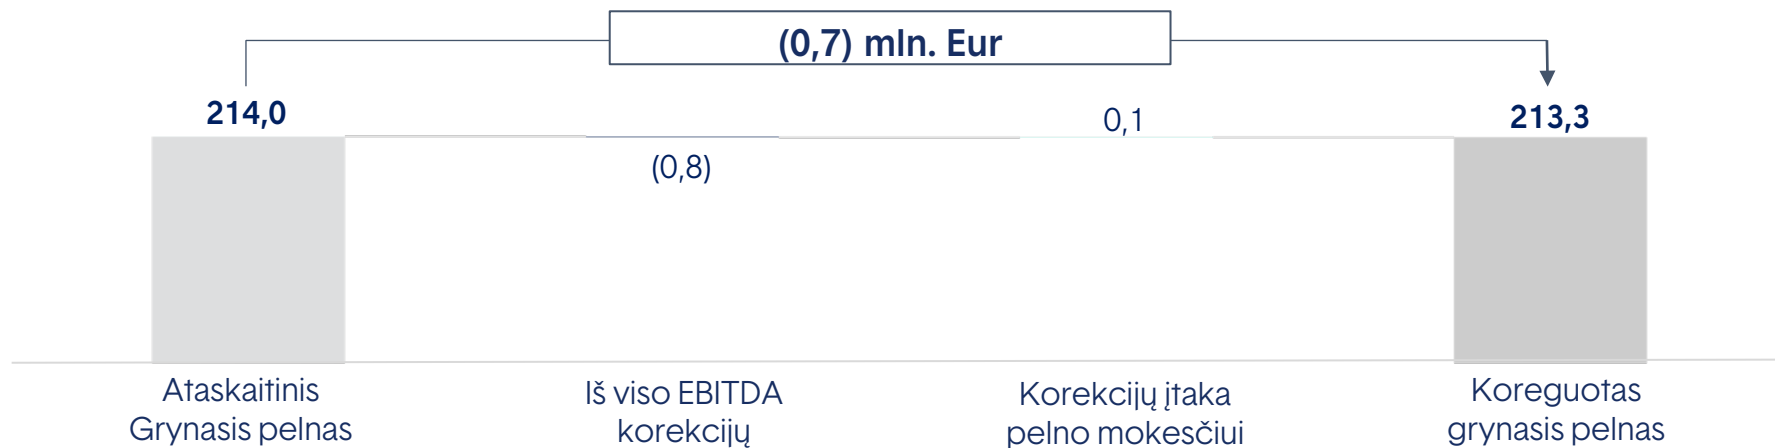 (0,7) mln. Eur
214,0
(0,8)
0,1
213,3
Ataskaitinis
Grynasis pelnas
Iš viso EBITDA
korekcijų
Korekcijų įtaka
pelno mokesčiui
Koreguotas
grynasis pelnas